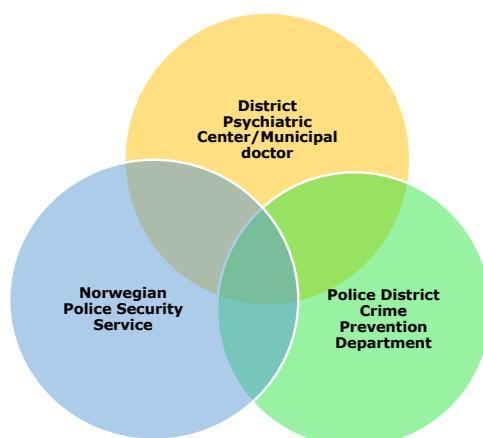 District
Psychiatric
Center/Municipal
doctor
Norwegian
Police Security
Service
Police District
Crime
Prevention
Department